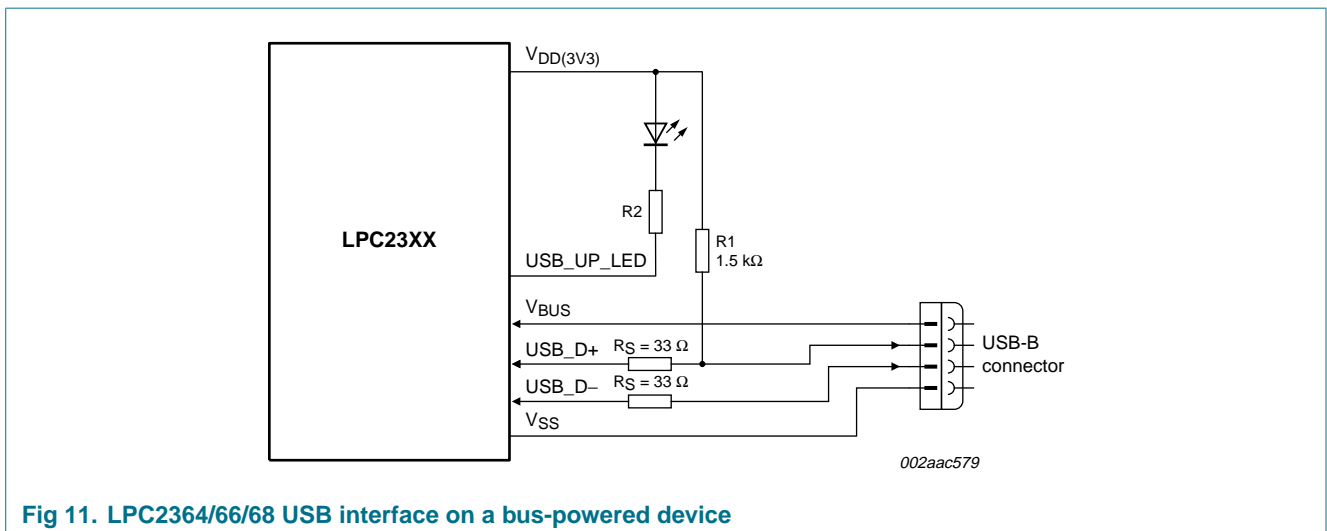 V_DD(3V3)
R2
LPC23XX
R1
1.5 kΩ
USB_UP_LED
V_BUS
USB-B
connector
USB_D+
R_S = 33 Ω
USB_D−
R_S = 33 Ω
V_SS
002aac579
Fig 11. LPC2364/66/68 USB interface on a bus-powered device